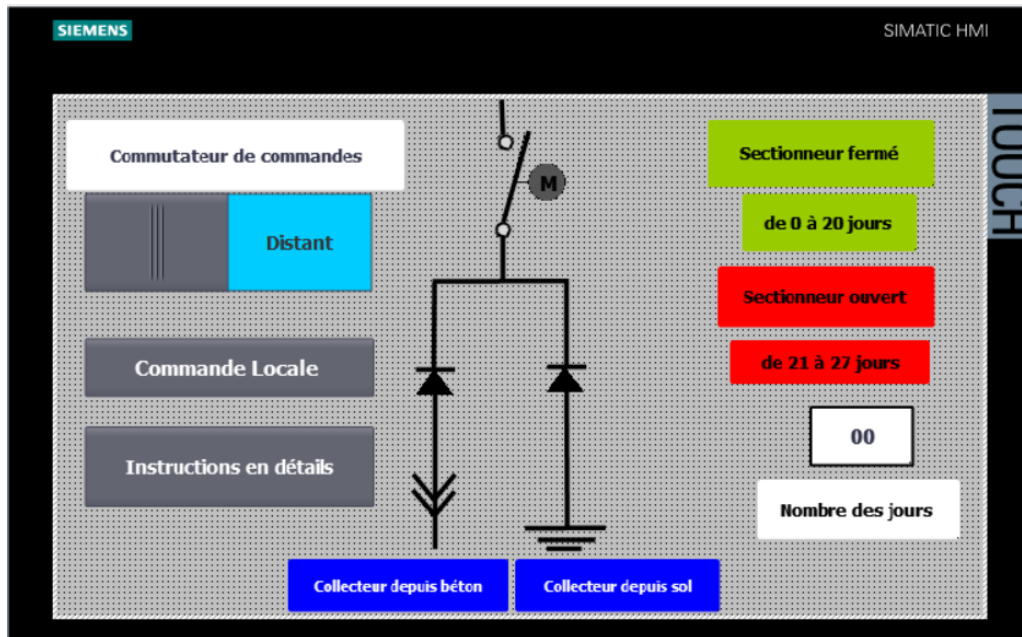 SIEMENS
SIMATIC HMI
TOUCH
Commutateur de commandes
Distant
Commande Locale
Instructions en détails
M
Sectionneur fermé
de 0 à 20 jours
Sectionneur ouvert
de 21 à 27 jours
00
Nombre des jours
Collecteur depuis béton
Collecteur depuis sol